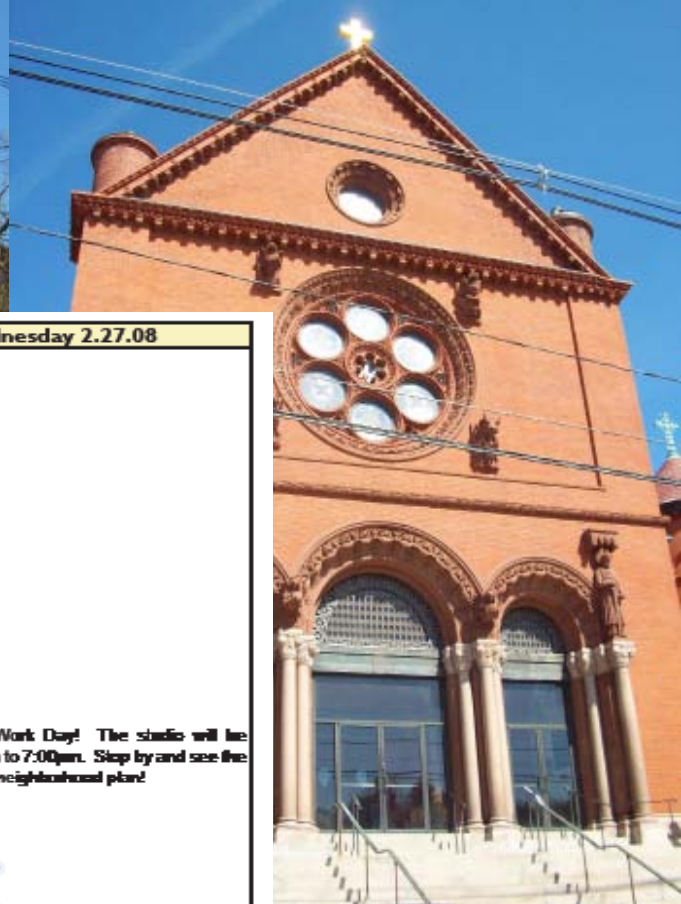 nesday 2.27.08
Work Day! The studio will be
to 7:00pm. Stop by and see the
neighborhood plan!